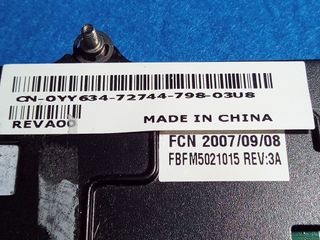 CN-0YY634-72744-798-03U8
REVA00
MADE IN CHINA
FCN 2007/09/08
FBFM5021015 REV:3A